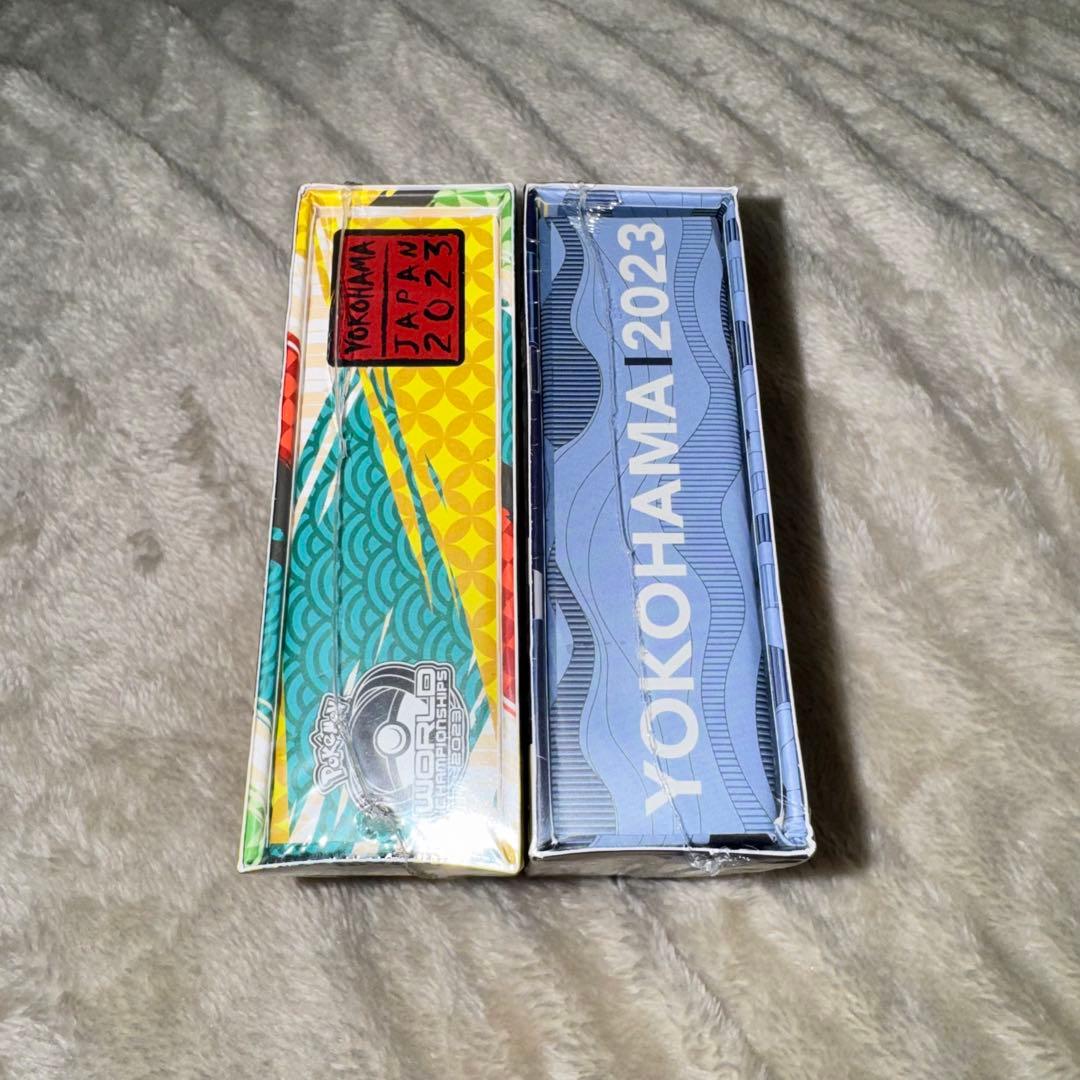 YOKOHAMA
JAPAN
2023
Pokémon
WORLD
CHAMPIONSHIPS
2023
YOKOHAMA|2023